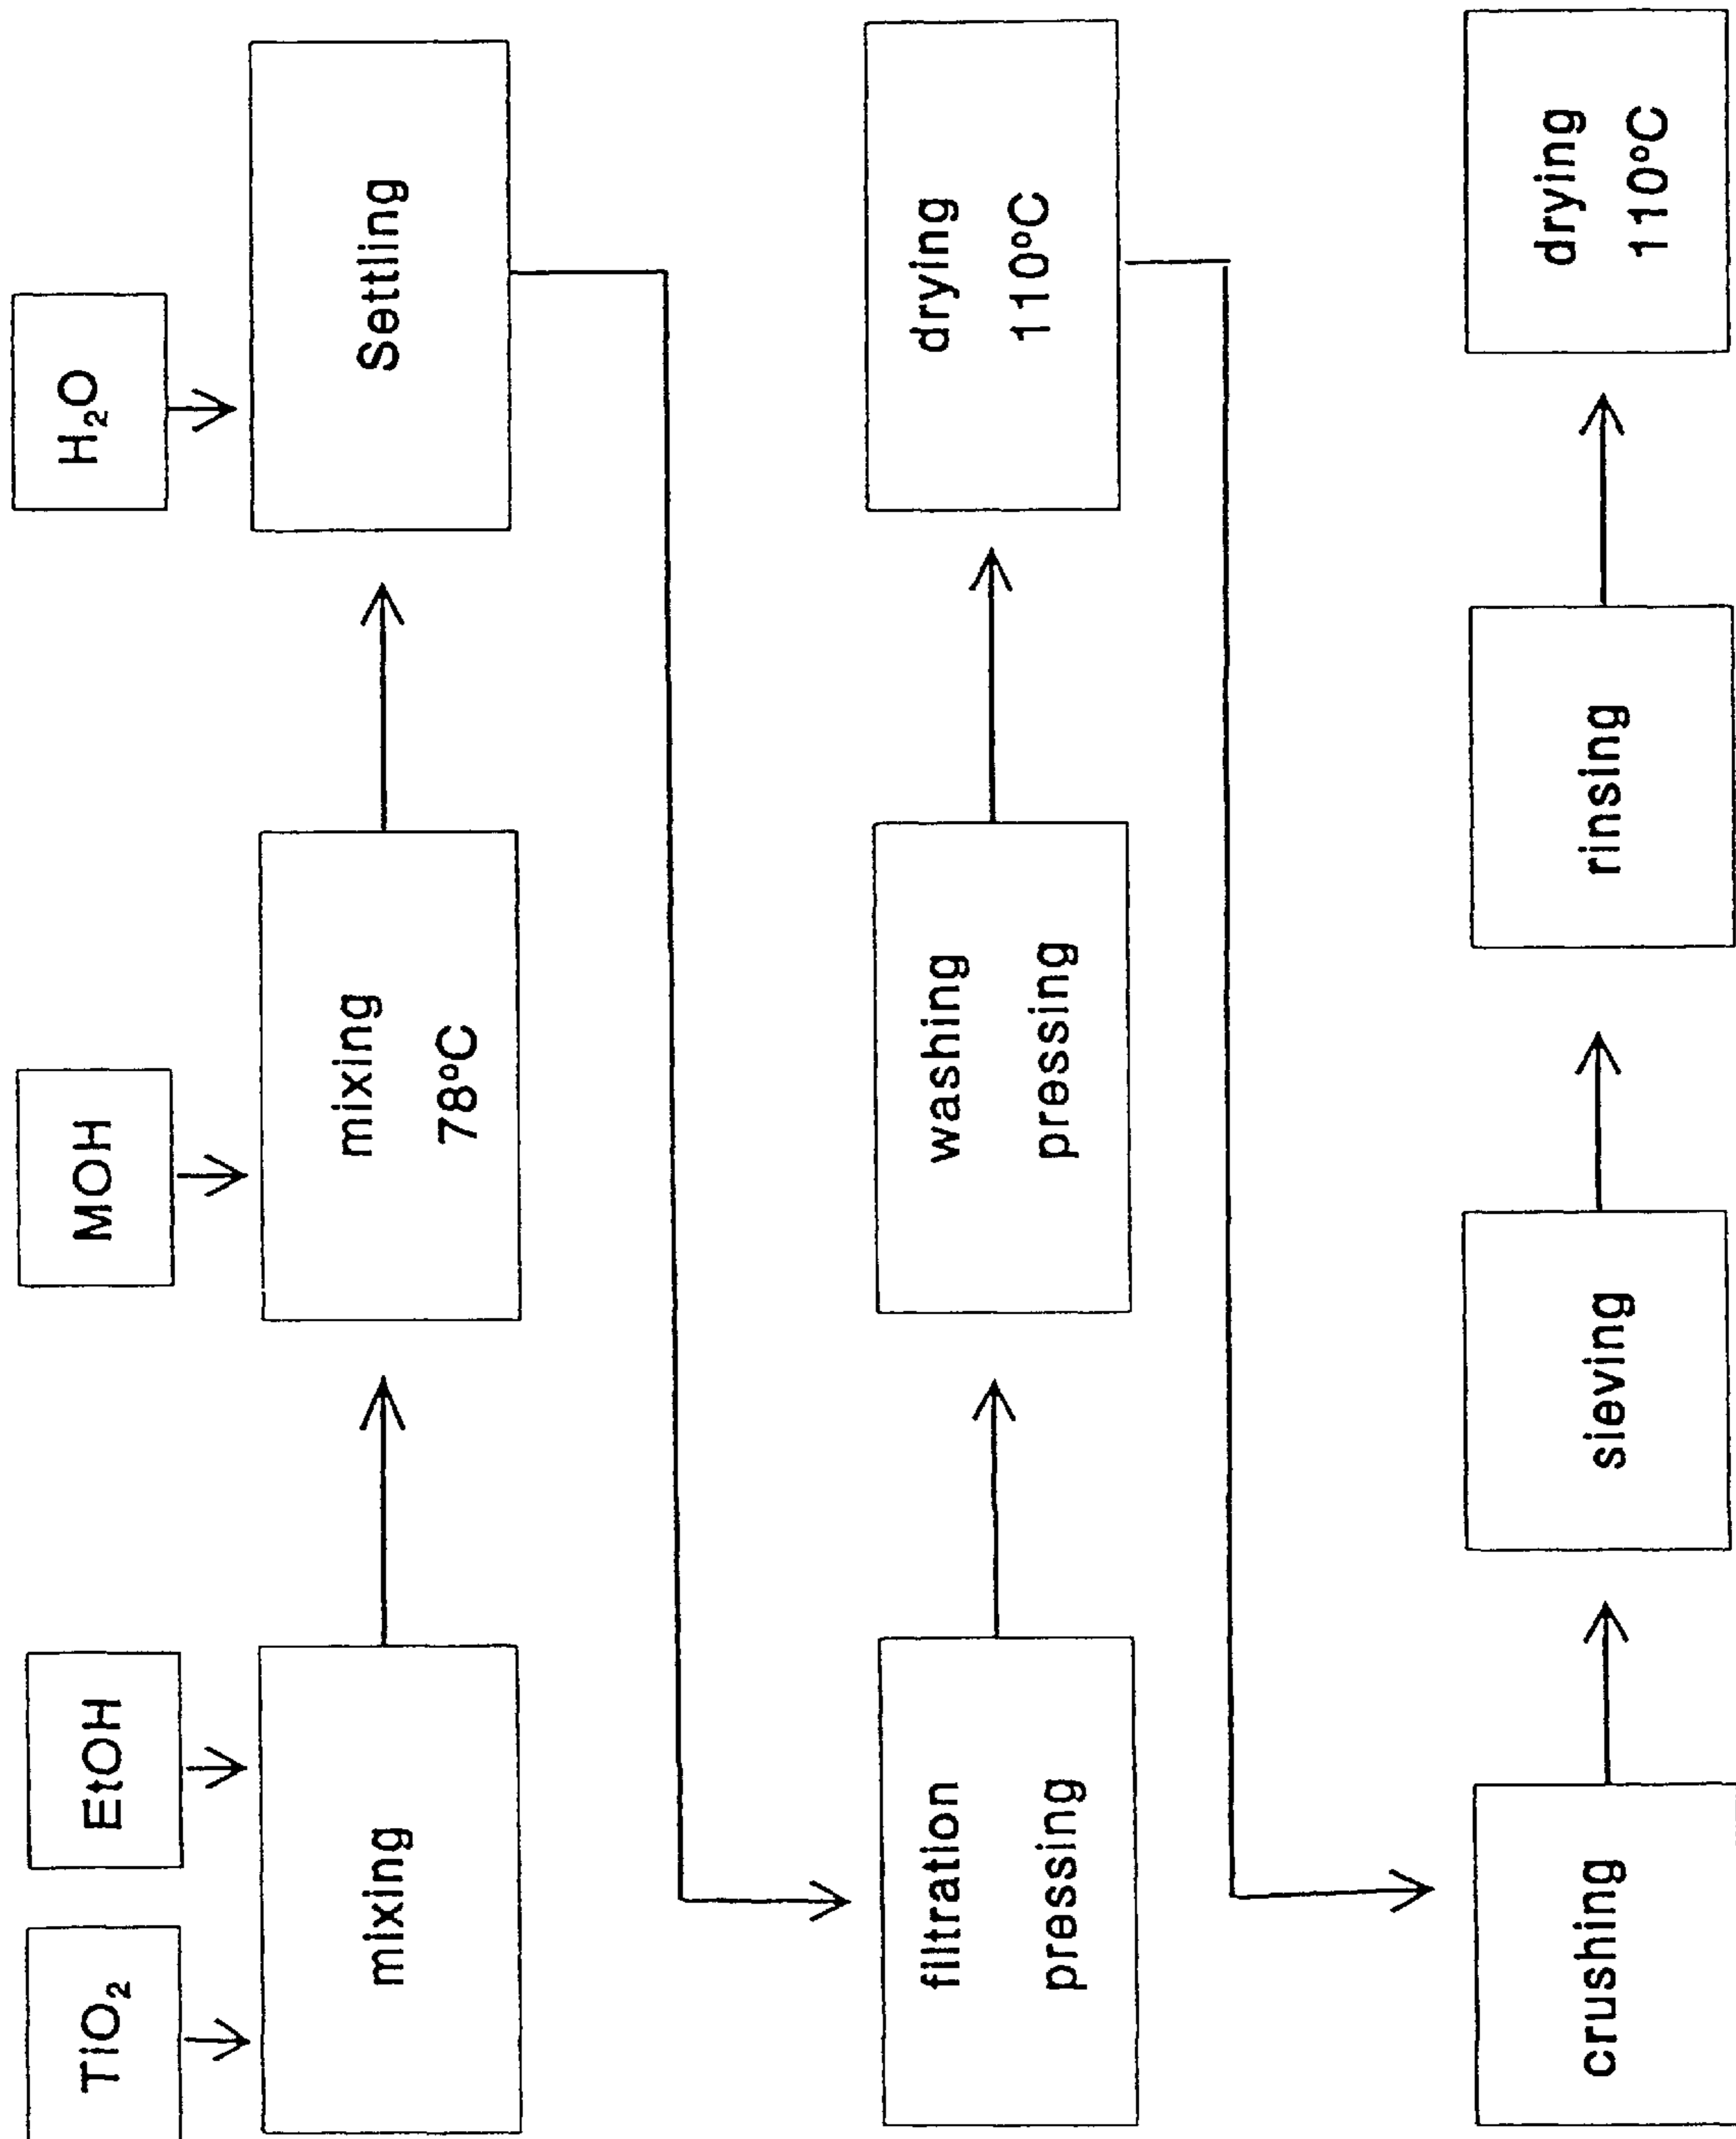 TiO₂
EtOH
MOH
H₂O
mixing
mixing
78°C
Settling
filtration
pressing
washing
pressing
drying
110°C
crushing
sieving
rinsing
drying
110°C